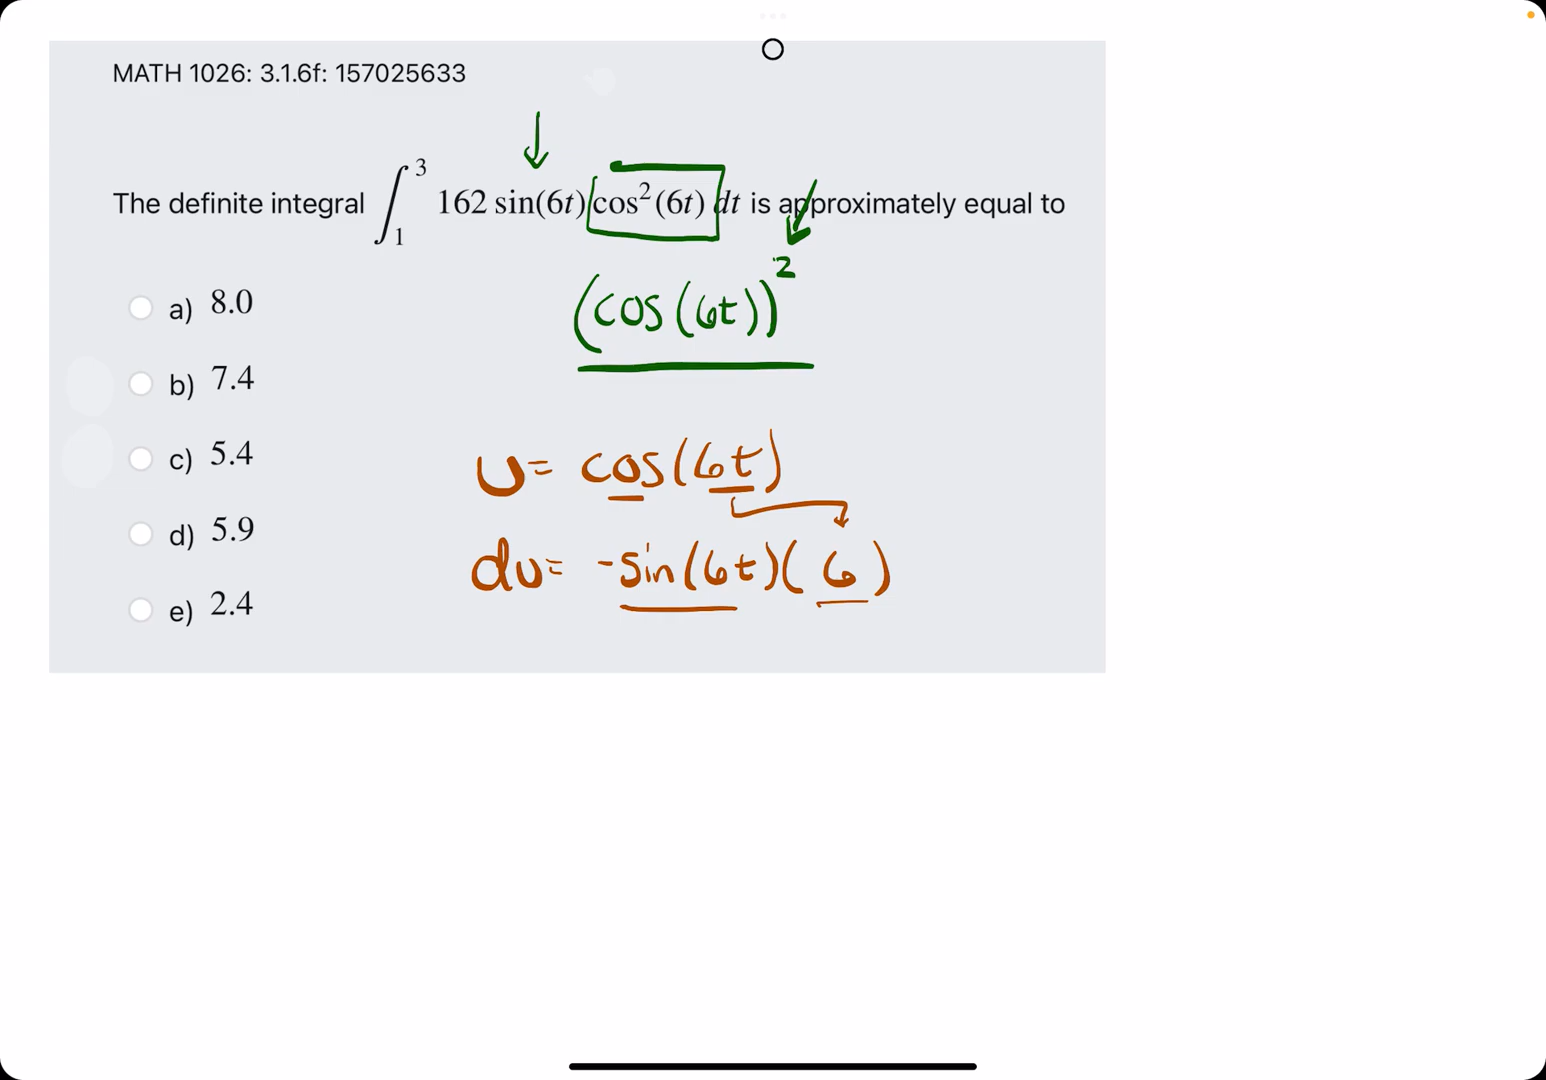 MATH 1026: 3.1.6f: 157025633
The definite integral ∫₁³ 162 sin(6t) cos²(6t) dt is approximately equal to
(cos(6t))²
a) 8.0
b) 7.4
c) 5.4
u= cos(6t)
d) 5.9
du= -sin(6t)(6)
e) 2.4